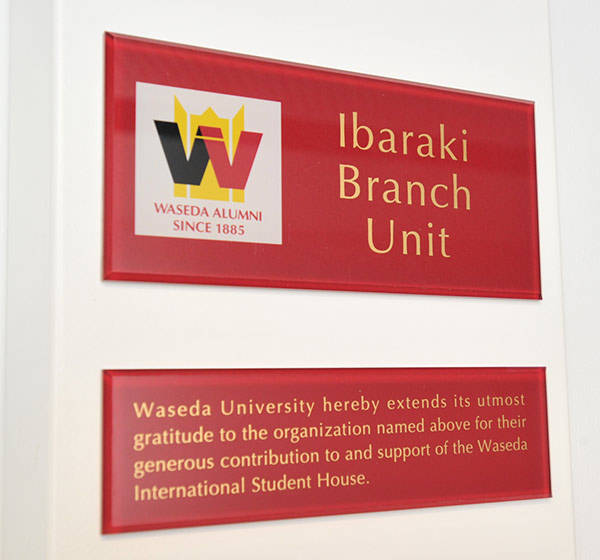 Ibaraki
Branch
Unit
W
WASEDA ALUMNI
SINCE 1885
Waseda University hereby extends its utmost
gratitude to the organization named above for their
generous contribution to and support of the Waseda
International Student House.